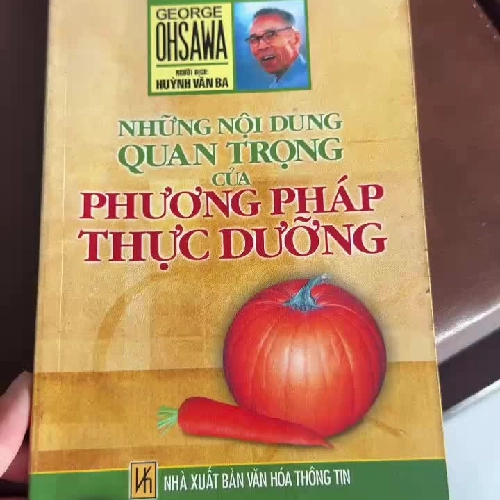 GEORGE
OHSAWA
NGƯỜI DỊCH:
HUỲNH VĂN BA
NHỮNG NỘI DUNG
QUAN TRỌNG
CỦA
PHƯƠNG PHÁP
THỰC DƯỠNG
NHÀ XUẤT BẢN VĂN HÓA THÔNG TIN